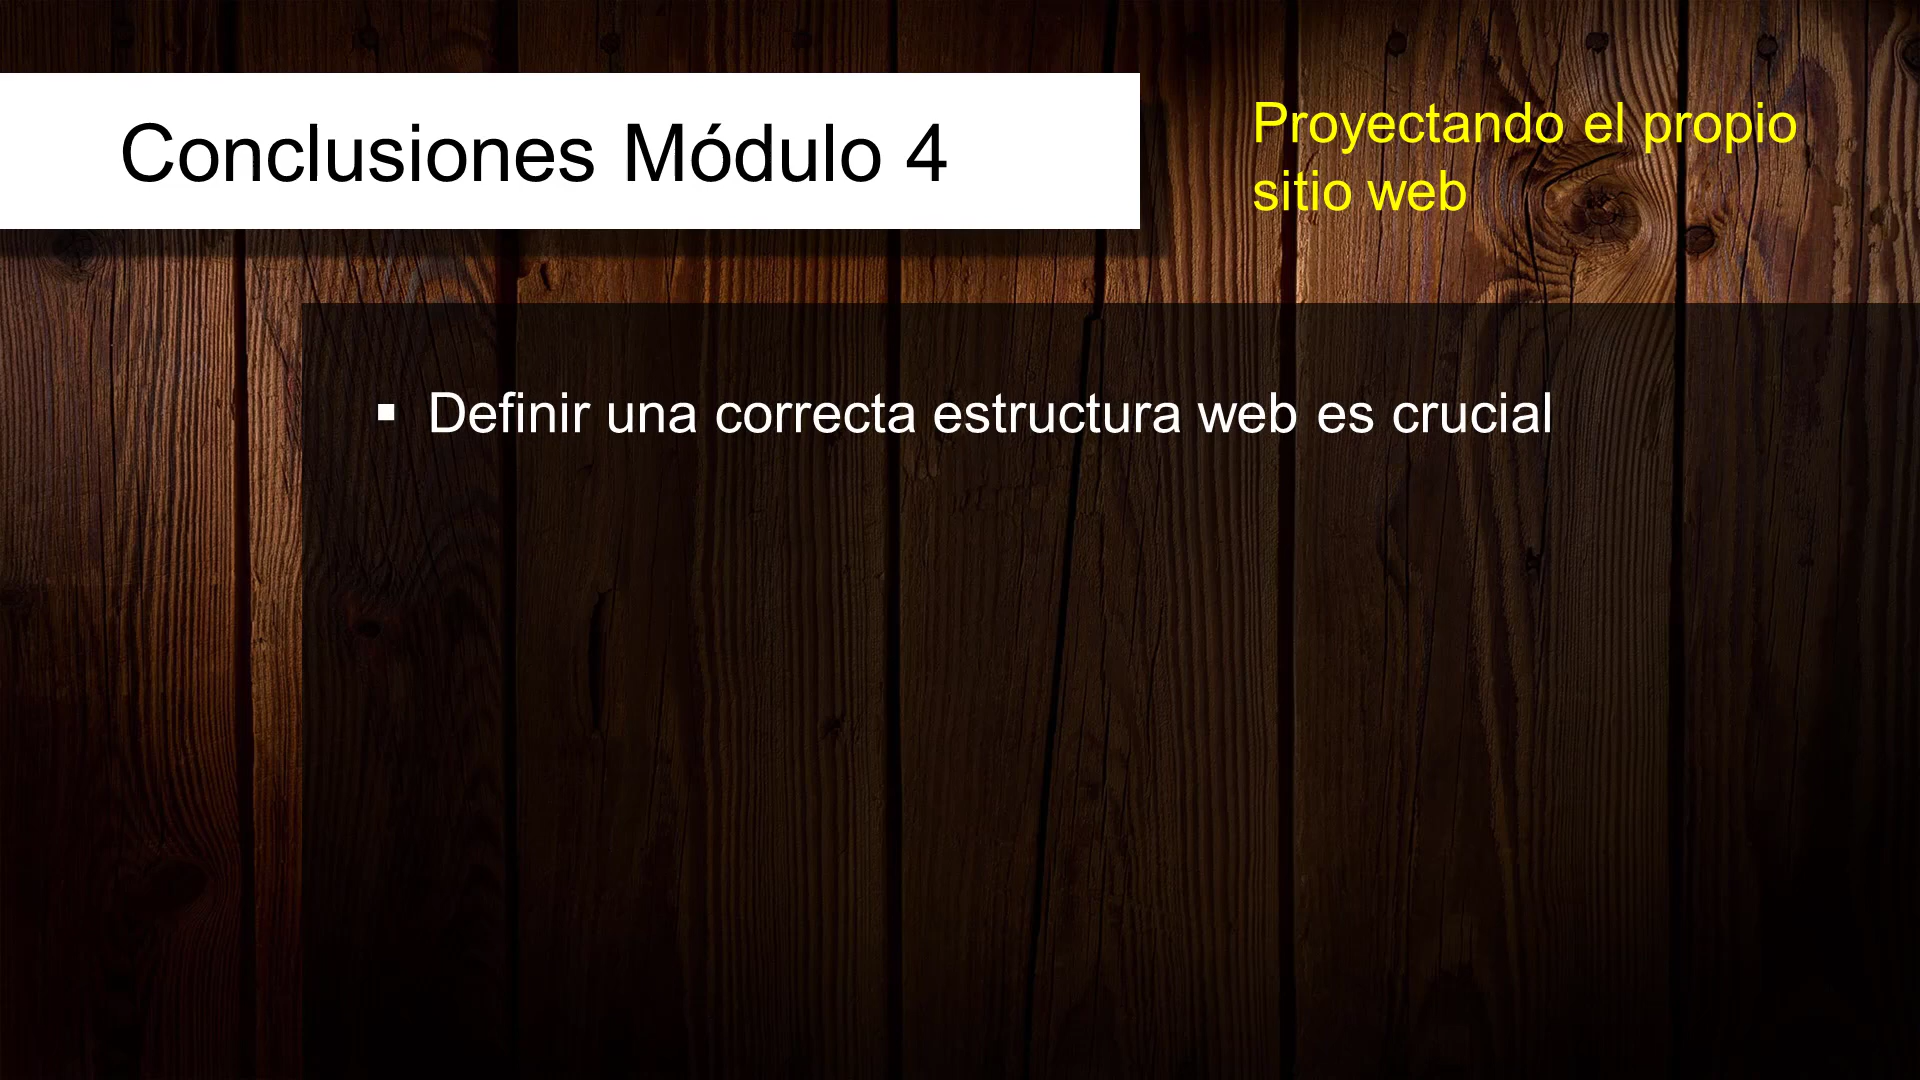 Conclusiones Módulo 4
Proyectando el propio
sitio web
▪ Definir una correcta estructura web es crucial